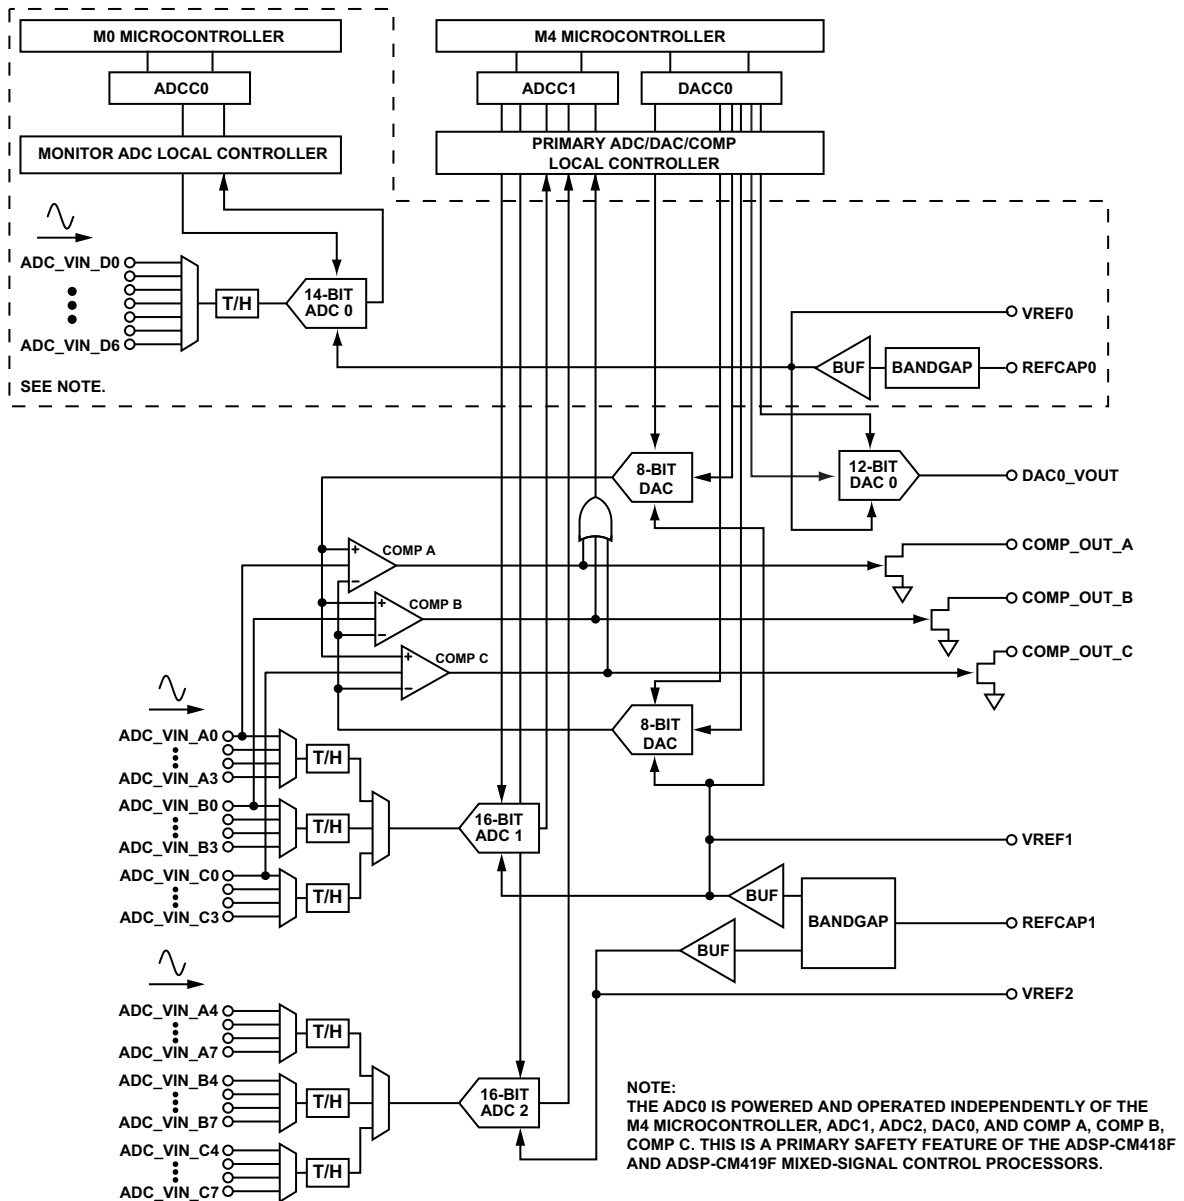 M0 MICROCONTROLLER
M4 MICROCONTROLLER
ADCC0
ADCC1
DACC0
MONITOR ADC LOCAL CONTROLLER
PRIMARY ADC/DAC/COMP
LOCAL CONTROLLER
ADC_VIN_D0
ADC_VIN_D6
T/H
14-BIT
ADC 0
SEE NOTE.
VREF0
BUF
BANDGAP
REFCAP0
8-BIT
DAC
12-BIT
DAC 0
DAC0_VOUT
+
COMP A
COMP_OUT_A
+
–
COMP B
COMP_OUT_B
+
–
COMP C
COMP_OUT_C
–
8-BIT
DAC
ADC_VIN_A0
ADC_VIN_A3
T/H
ADC_VIN_B0
ADC_VIN_B3
T/H
ADC_VIN_C0
ADC_VIN_C3
T/H
16-BIT
ADC 1
VREF1
BUF
BANDGAP
REFCAP1
BUF
VREF2
ADC_VIN_A4
ADC_VIN_A7
T/H
ADC_VIN_B4
ADC_VIN_B7
T/H
ADC_VIN_C4
ADC_VIN_C7
T/H
16-BIT
ADC 2
NOTE:
THE ADC0 IS POWERED AND OPERATED INDEPENDENTLY OF THE
M4 MICROCONTROLLER, ADC1, ADC2, DAC0, AND COMP A, COMP B,
COMP C. THIS IS A PRIMARY SAFETY FEATURE OF THE ADSP-CM418F
AND ADSP-CM419F MIXED-SIGNAL CONTROL PROCESSORS.